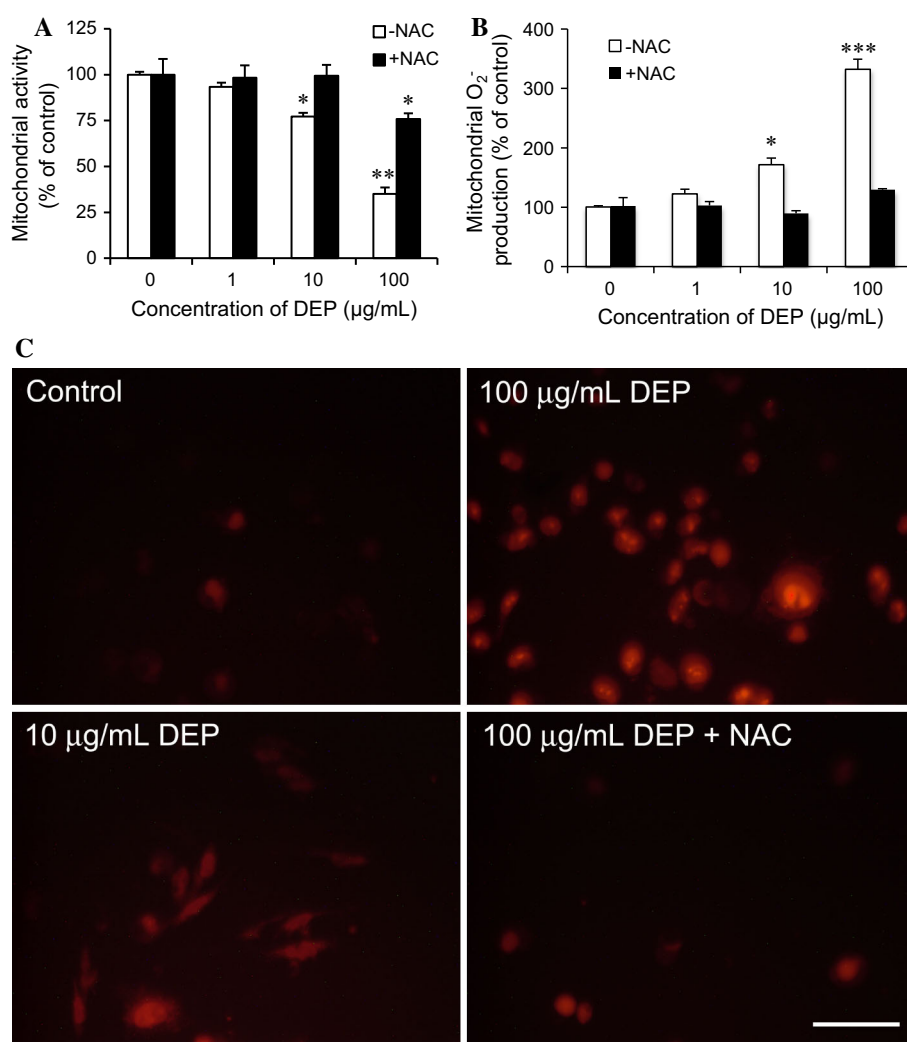 A
Mitochondrial activity
(% of control)
125
100
75
50
25
0
-NAC
+NAC
*
**
*
0 1 10 100
Concentration of DEP (µg/mL)
B
Mitochondrial O₂⁻
production (% of control)
400
300
200
100
0
-NAC
+NAC
*
***
0 1 10 100
Concentration of DEP (µg/mL)
C
Control
100 µg/mL DEP
10 µg/mL DEP
100 µg/mL DEP + NAC